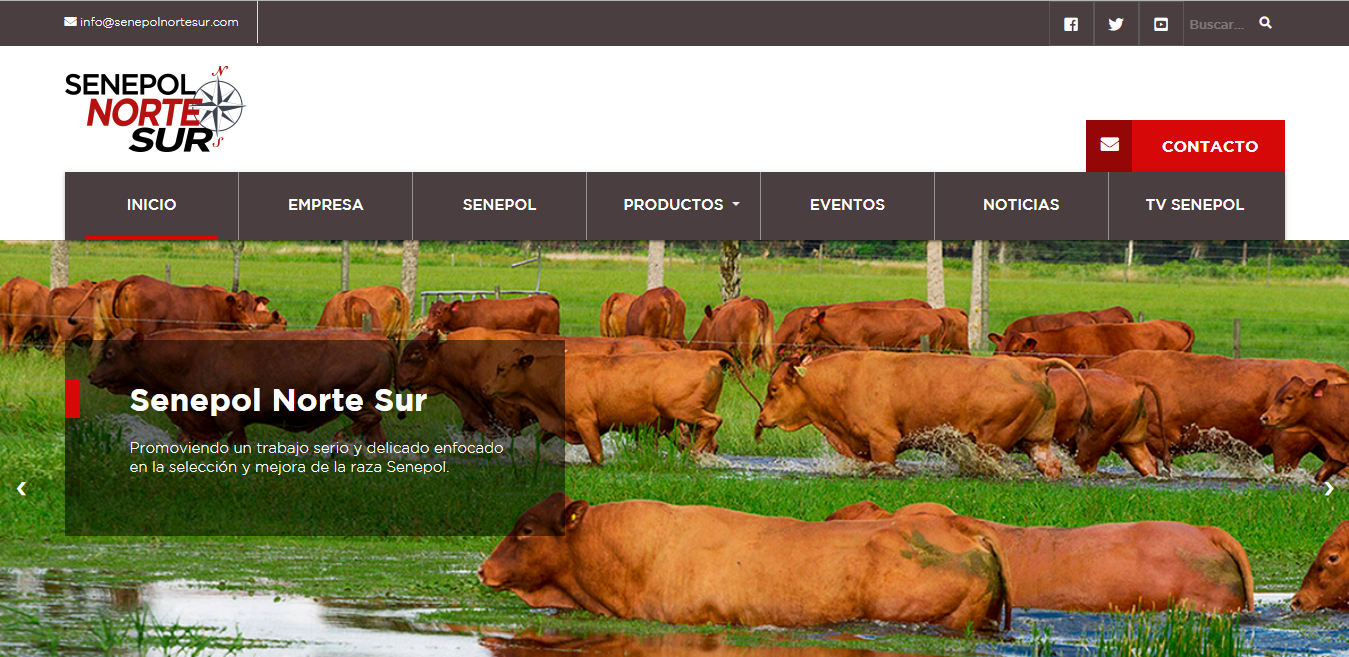 info@senepolnortesur.com
Buscar...
SENEPOL
NORTE
SUR
N
S
CONTACTO
INICIO
EMPRESA
SENEPOL
PRODUCTOS
EVENTOS
NOTICIAS
TV SENEPOL
Senepol Norte Sur
Promoviendo un trabajo serio y delicado enfocado
en la selección y mejora de la raza Senepol.